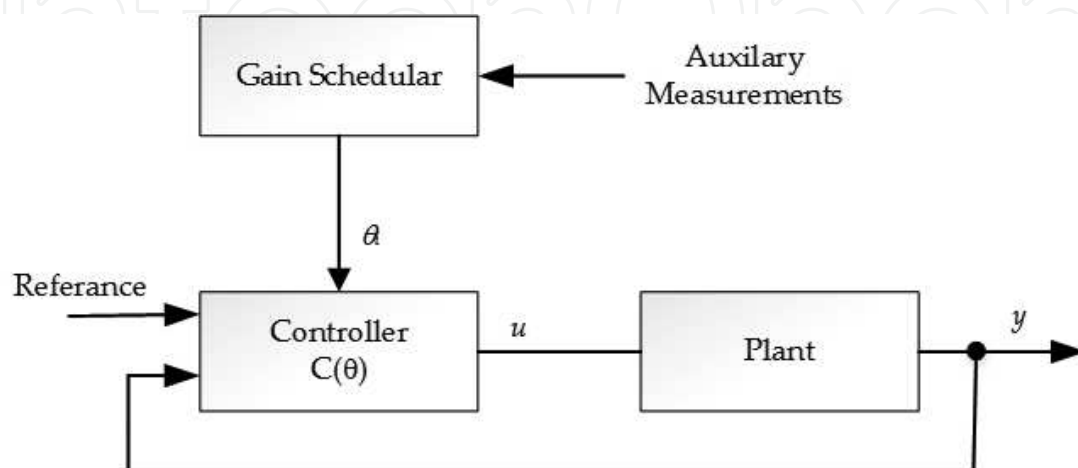 Gain Schedular
Auxilary
Measurements
θ
Referance
Controller
C(θ)
u
Plant
y